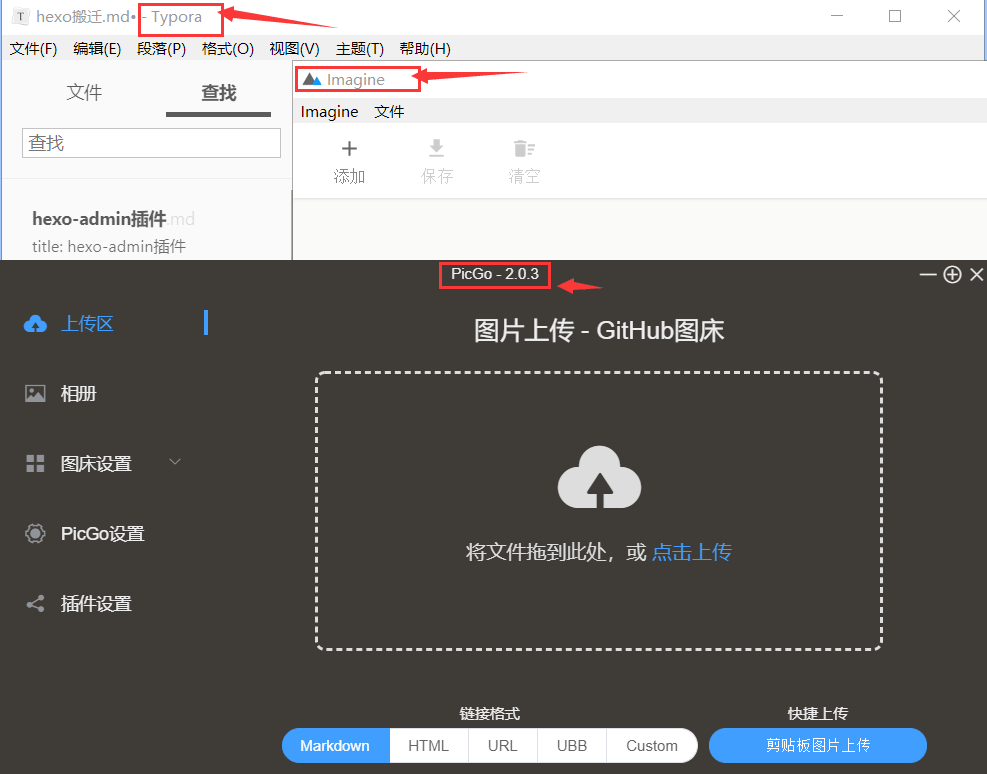 T hexo搬迁.md• - Typora
文件(F) 编辑(E) 段落(P) 格式(O) 视图(V) 主题(T) 帮助(H)
文件 查找
查找
hexo-admin插件.md
title: hexo-admin插件
Imagine
Imagine 文件
添加 保存 清空
PicGo - 2.0.3
上传区
相册
图床设置
PicGo设置
插件设置
图片上传 - GitHub图床
将文件拖到此处，或 点击上传
链接格式 快捷上传
Markdown HTML URL UBB Custom 剪贴板图片上传